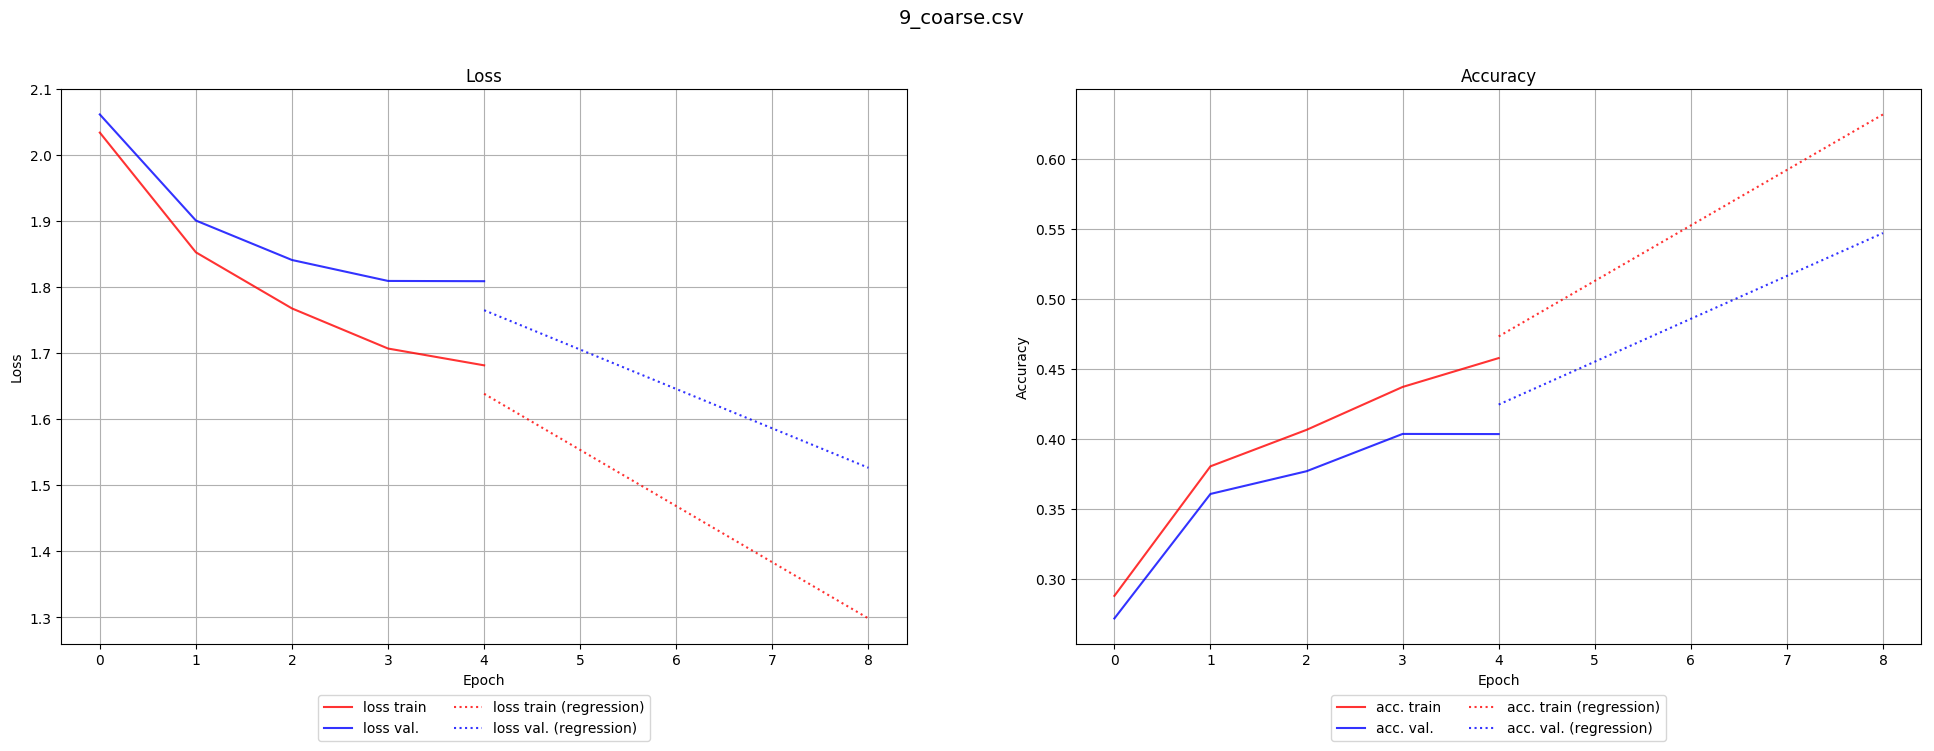 9_coarse.csv
Loss
2.1
2.0
1.9
1.8
1.7
1.6
1.5
1.4
1.3
Loss
0 1 2 3 4 5 6 7 8
Epoch
loss train
loss val.
loss train (regression)
loss val. (regression)
Accuracy
0.60
0.55
0.50
0.45
0.40
0.35
0.30
Accuracy
0 1 2 3 4 5 6 7 8
Epoch
acc. train
acc. val.
acc. train (regression)
acc. val. (regression)